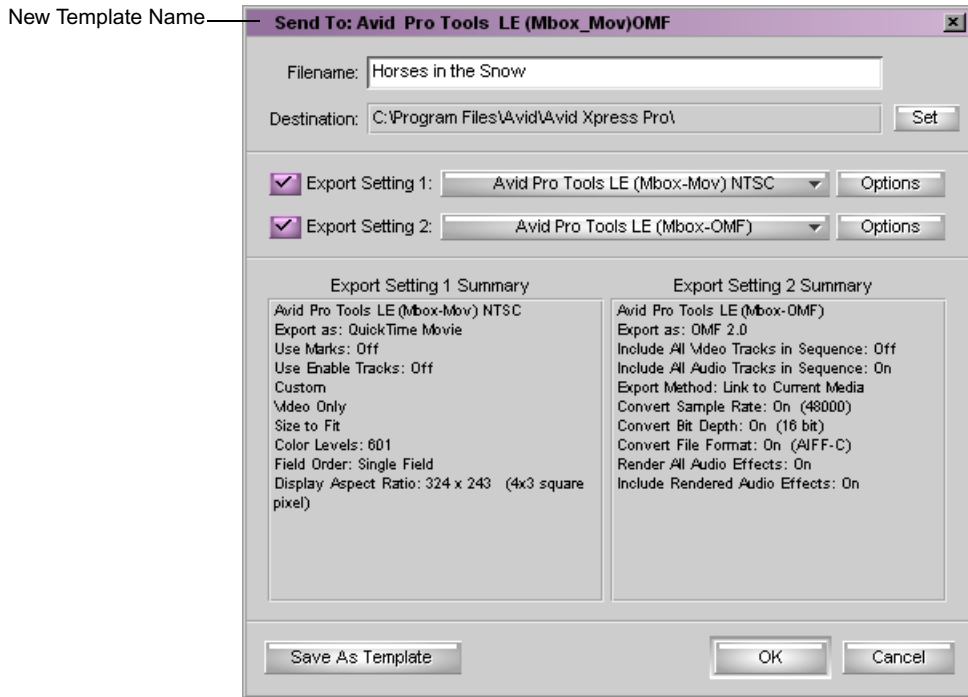 New Template Name
Send To: Avid Pro Tools LE (Mbox_Mov)OMF
Filename: Horses in the Snow
Destination: C:\Program Files\Avid\Avid Xpress Pro\ Set
Export Setting 1: Avid Pro Tools LE (Mbox-Mov) NTSC Options
Export Setting 2: Avid Pro Tools LE (Mbox-OMF) Options
Export Setting 1 Summary
Avid Pro Tools LE (Mbox-Mov) NTSC
Export as: QuickTime Movie
Use Marks: Off
Use Enable Tracks: Off
Custom
Video Only
Size to Fit
Color Levels: 601
Field Order: Single Field
Display Aspect Ratio: 324 x 243 (4x3 square
pixel)
Export Setting 2 Summary
Avid Pro Tools LE (Mbox-OMF)
Export as: OMF 2.0
Include All Video Tracks in Sequence: Off
Include All Audio Tracks in Sequence: On
Export Method: Link to Current Media
Convert Sample Rate: On (48000)
Convert Bit Depth: On (16 bit)
Convert File Format: On (AIFF-C)
Render All Audio Effects: On
Include Rendered Audio Effects: On
Save As Template OK Cancel